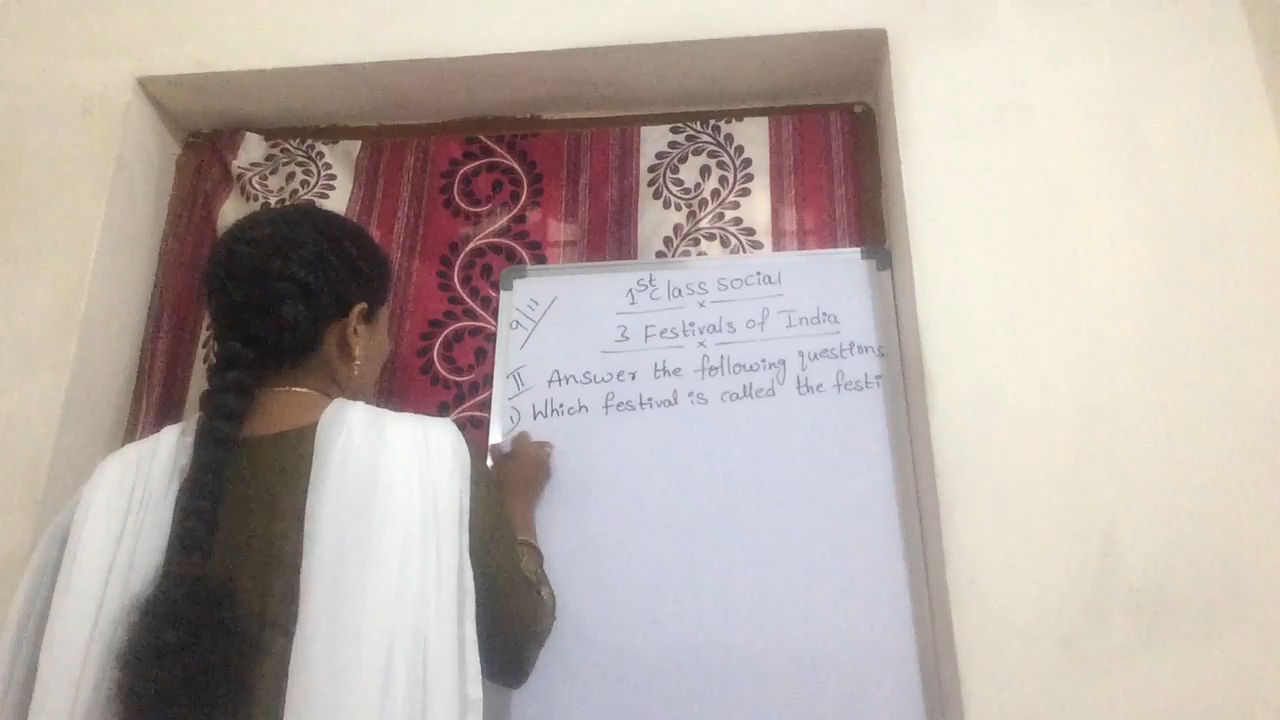 1st Class Social
9/11
3 Festivals of India
II Answer the following questions
1) Which festival is called the festi